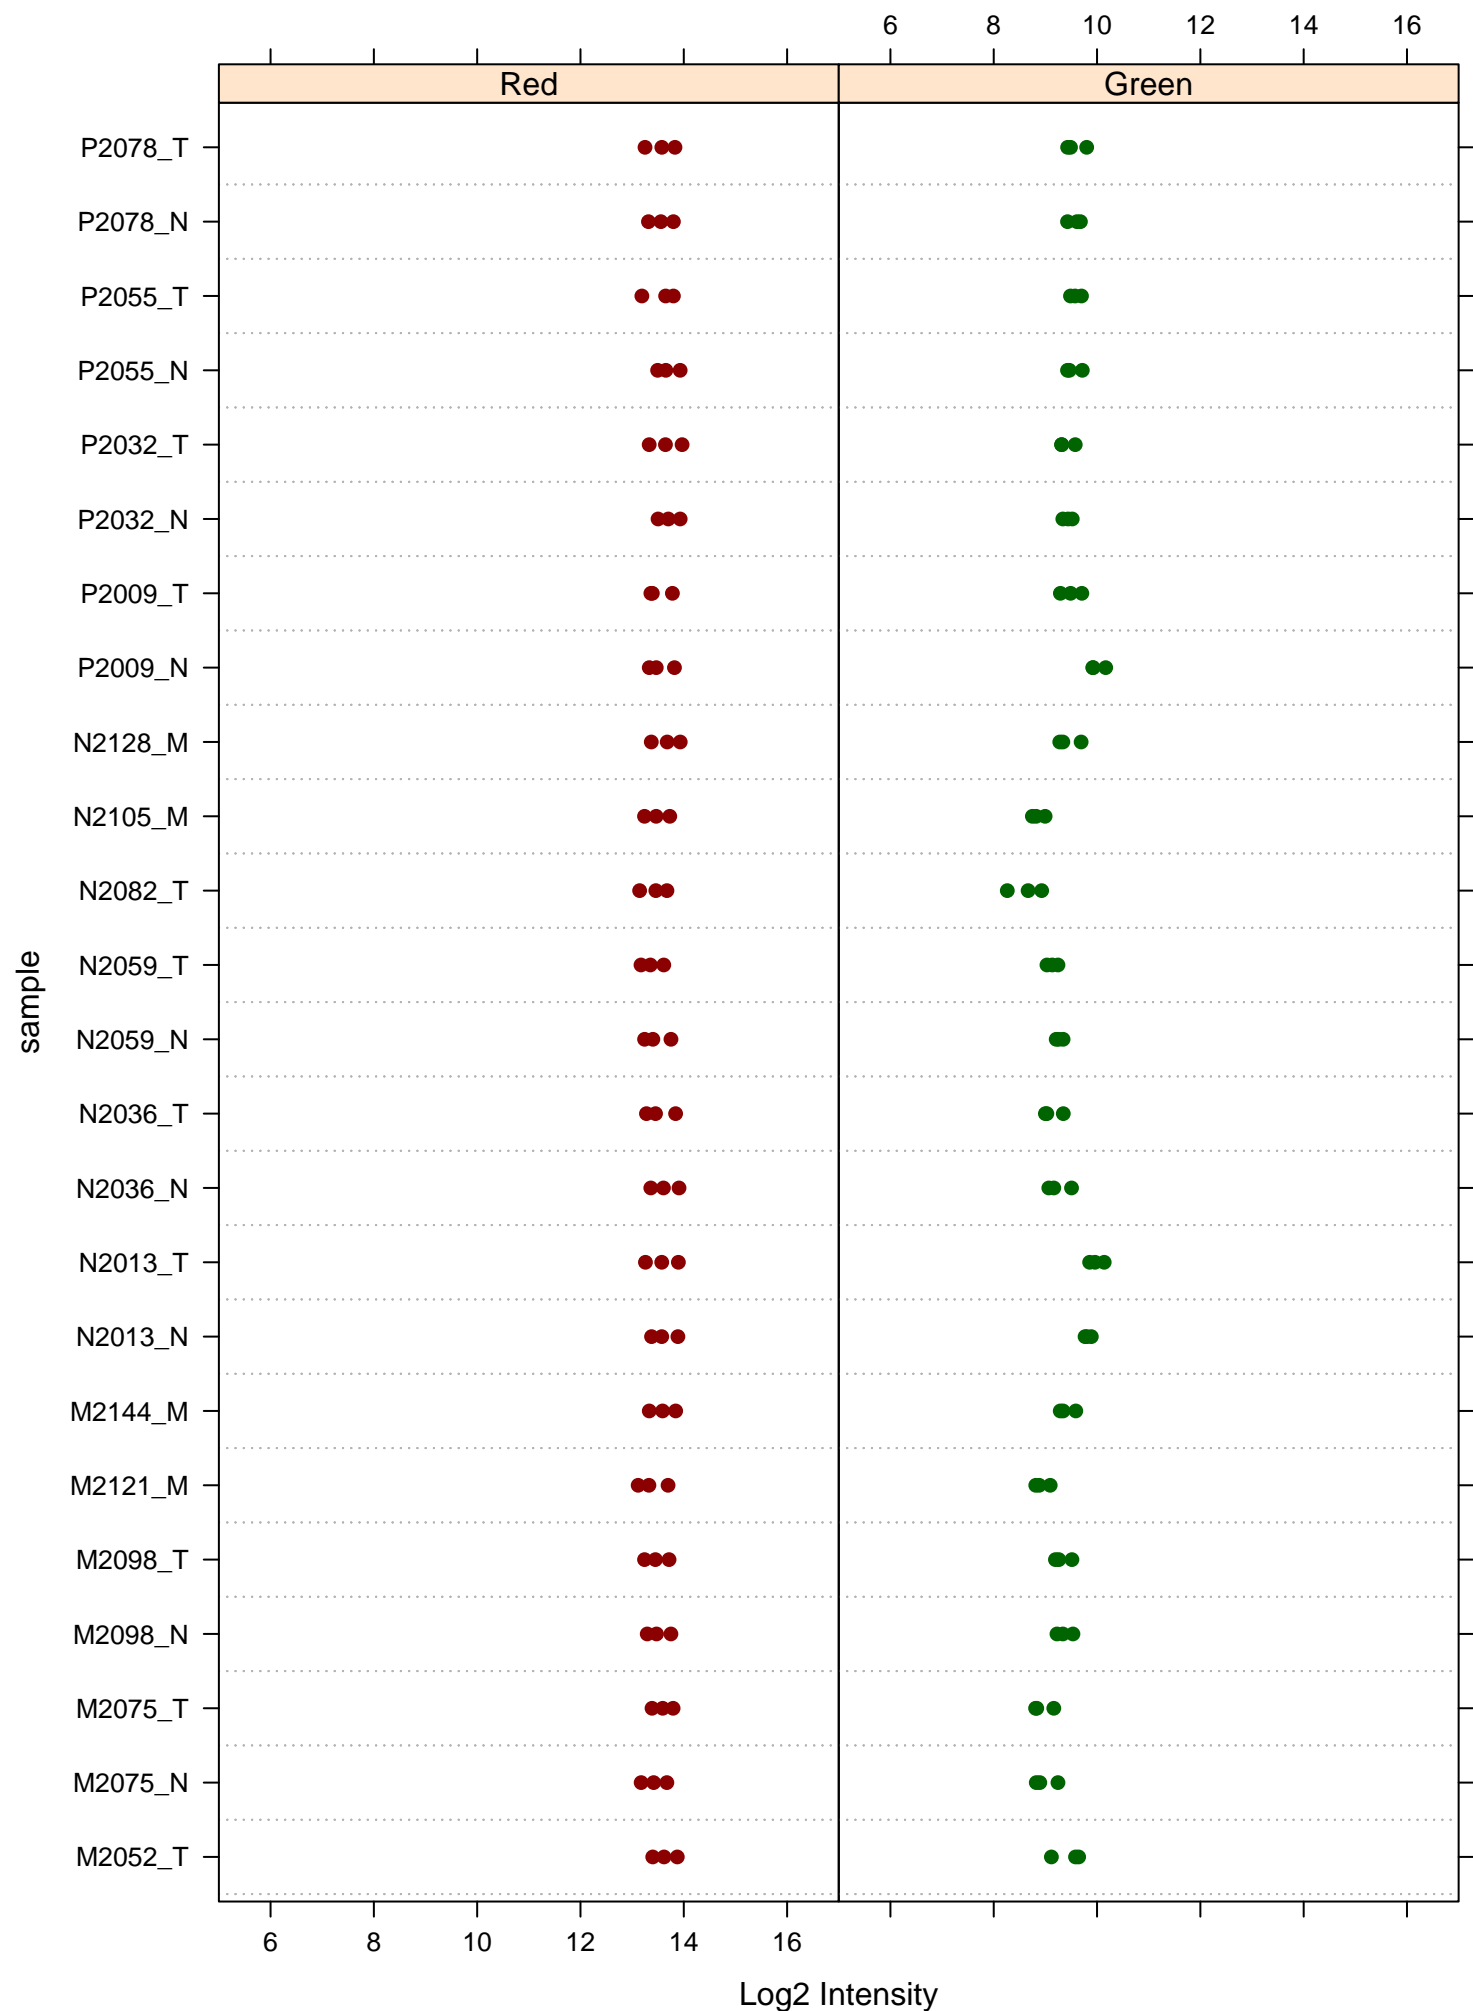 6 8 10 12 14 16
Red Green
P2078_T
P2078_N
P2055_T
P2055_N
P2032_T
P2032_N
P2009_T
P2009_N
N2128_M
N2105_M
N2082_T
N2059_T
N2059_N
N2036_T
N2036_N
N2013_T
N2013_N
M2144_M
M2121_M
M2098_T
M2098_N
M2075_T
M2075_N
M2052_T
sample
6 8 10 12 14 16
Log2 Intensity